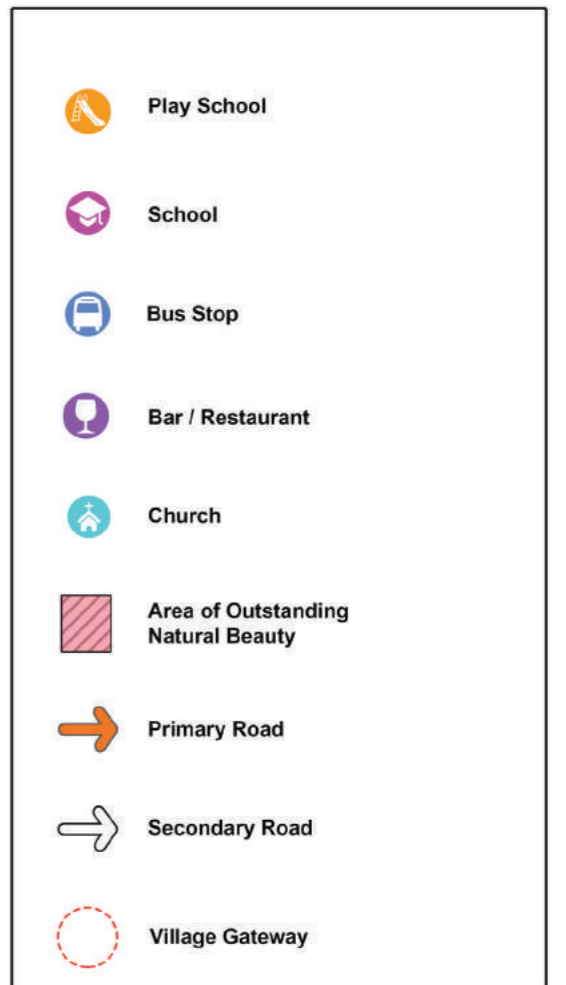 Play School
School
Bus Stop
Bar / Restaurant
Church
Area of Outstanding
Natural Beauty
Primary Road
Secondary Road
Village Gateway